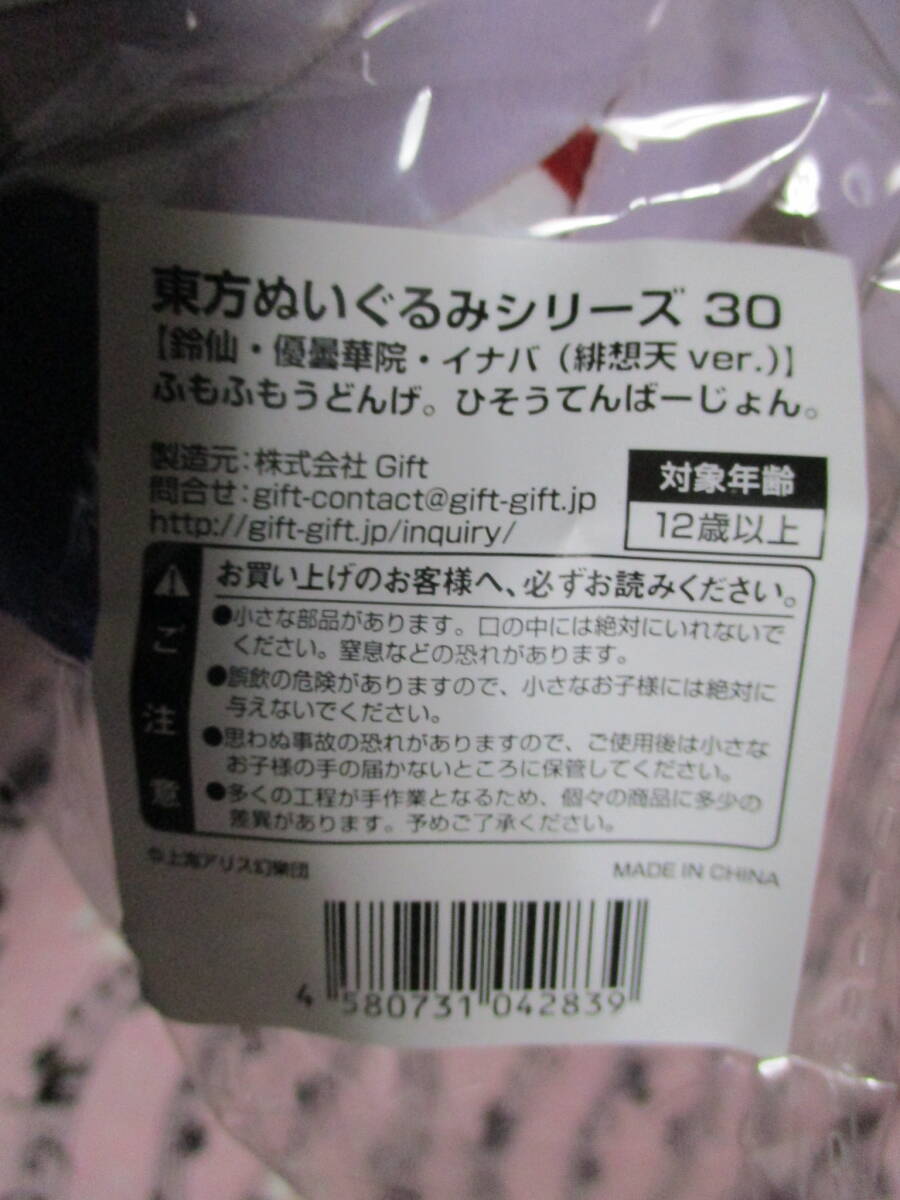 東方ぬいぐるみシリーズ 30
【鈴仙・優曇華院・イナバ (緋想天 ver.)】
ふもふもうどんげ。ひそうてんばーじょん。
製造元：株式会社 Gift
問合せ：gift-contact@gift-gift.jp
http://gift-gift.jp/inquiry/
対象年齢
12歳以上
ご注意
お買い上げのお客様へ、必ずお読みください。
●小さな部品があります。口の中には絶対にいれないで
ください。窒息などの恐れがあります。
●誤飲の危険がありますので、小さなお子様には絶対に
与えないでください。
●思わぬ事故の恐れがありますので、ご使用後は小さな
お子様の手の届かないところに保管してください。
●多くの工程が手作業となるため、個々の商品に多少の
差異があります。予めご了承ください。
©上海アリス幻樂団
MADE IN CHINA
4 580731 042839